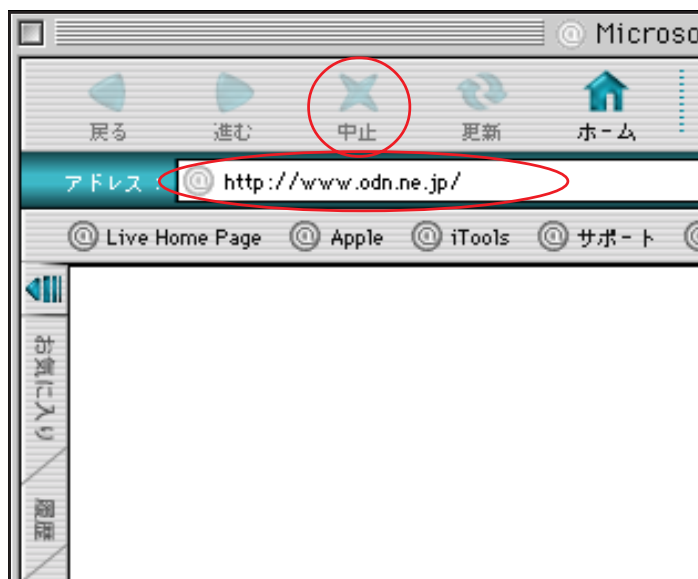 Microso
戻る 進む 中止 更新 ホーム
アドレス : http://www.odn.ne.jp/
Live Home Page Apple iTools サポート
お気に入り
履歴